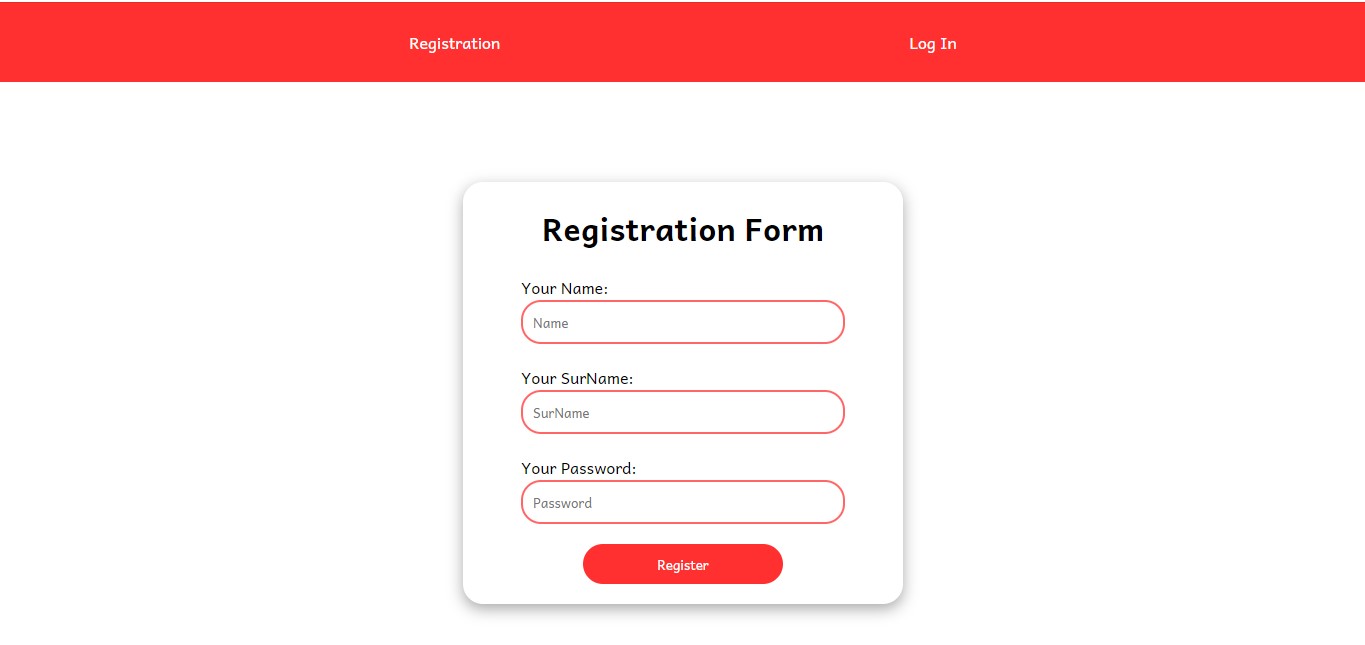 Registration
Log In
Registration Form
Your Name:
Name
Your SurName:
SurName
Your Password:
Password
Register